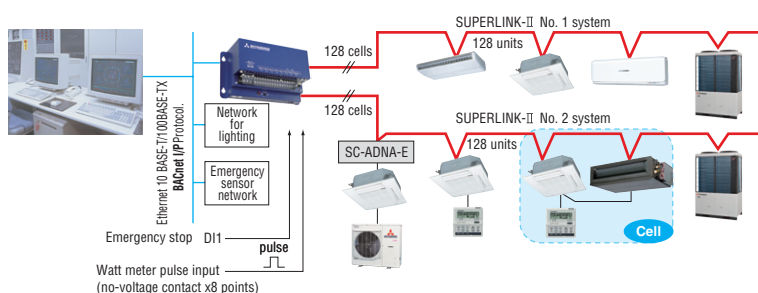 SUPERLINK-II No. 1 system
128 cells
128 units
128 cells
SUPERLINK-II No. 2 system
128 units
Ethernet 10 BASE-T/100BASE-TX
BACnet I/P Protocol.
Network
for
lighting
Emergency
sensor
network
SC-ADNA-E
Cell
Emergency stop DI1
pulse
Watt meter pulse input
(no-voltage contact x8 points)